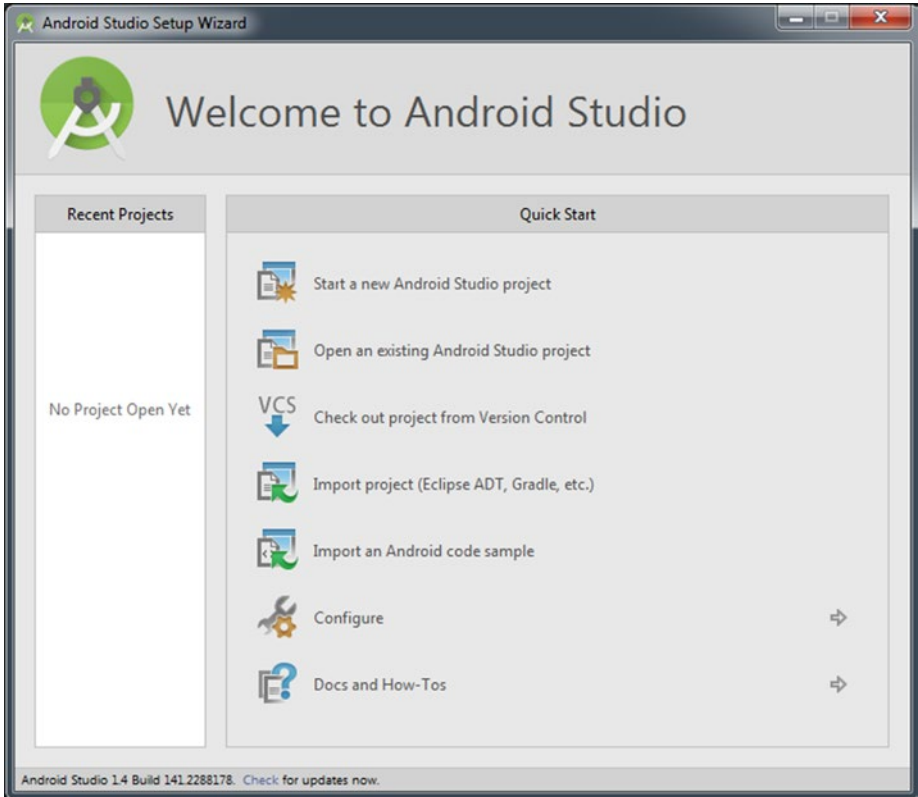 Android Studio Setup Wizard
Welcome to Android Studio
Recent Projects
Quick Start
No Project Open Yet
Start a new Android Studio project
Open an existing Android Studio project
VCS
Check out project from Version Control
Import project (Eclipse ADT, Gradle, etc.)
Import an Android code sample
Configure
Docs and How-Tos
Android Studio 1.4 Build 141.2288178. Check for updates now.